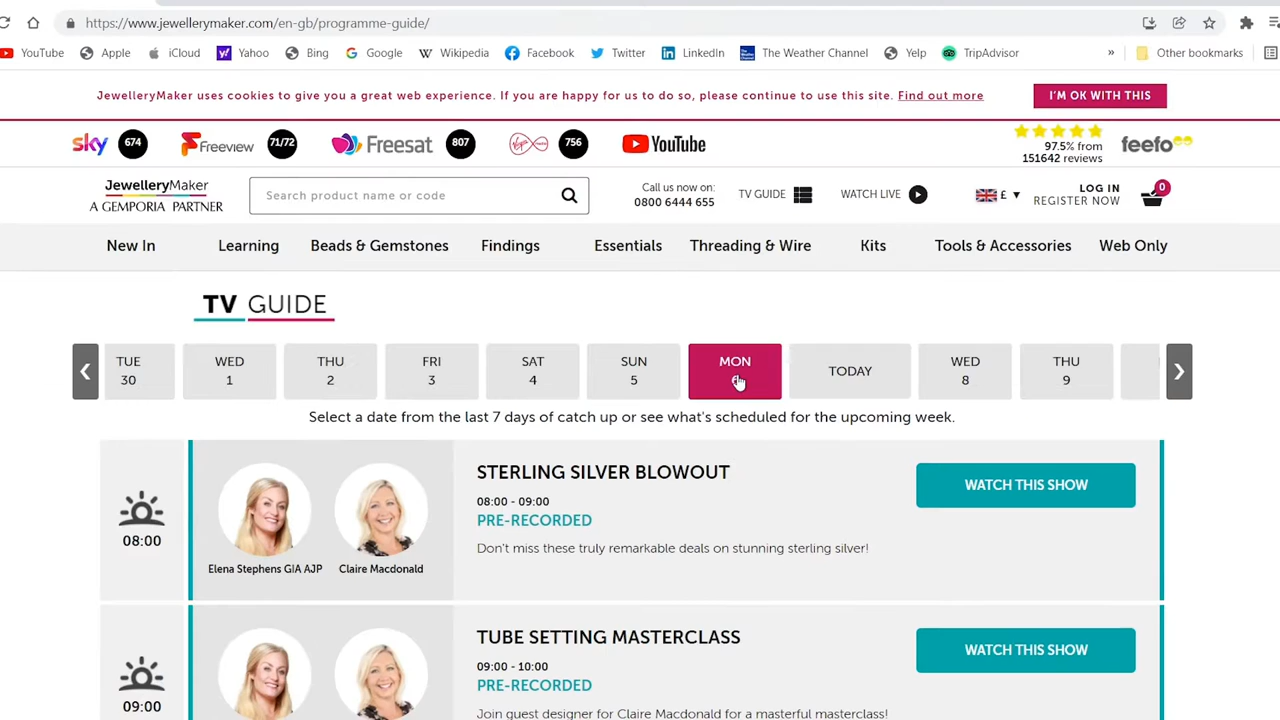 https://www.jewellerymaker.com/en-gb/programme-guide/
YouTube Apple iCloud Yahoo Bing Google Wikipedia Facebook Twitter LinkedIn The Weather Channel Yelp TripAdvisor » Other bookmarks
JewelleryMaker uses cookies to give you a great web experience. If you are happy for us to do so, please continue to use this site. Find out more I'M OK WITH THIS
sky 674 Freeview 71/72 Freesat 807 756 YouTube 97.5% from feefo
151642 reviews
JewelleryMaker
A GEMPORIA PARTNER
Search product name or code
Call us now on:
0800 6444 655
TV GUIDE WATCH LIVE £ ▼ LOG IN 0
REGISTER NOW
New In Learning Beads & Gemstones Findings Essentials Threading & Wire Kits Tools & Accessories Web Only
TV GUIDE
TUE WED THU FRI SAT SUN MON TODAY WED THU
30 1 2 3 4 5 8 9
Select a date from the last 7 days of catch up or see what's scheduled for the upcoming week.
STERLING SILVER BLOWOUT
WATCH THIS SHOW
08:00 - 09:00
PRE-RECORDED
08:00
Don't miss these truly remarkable deals on stunning sterling silver!
Elena Stephens GIA AJP Claire Macdonald
TUBE SETTING MASTERCLASS
WATCH THIS SHOW
09:00 - 10:00
PRE-RECORDED
09:00
Join guest designer for Claire Macdonald for a masterful masterclass!